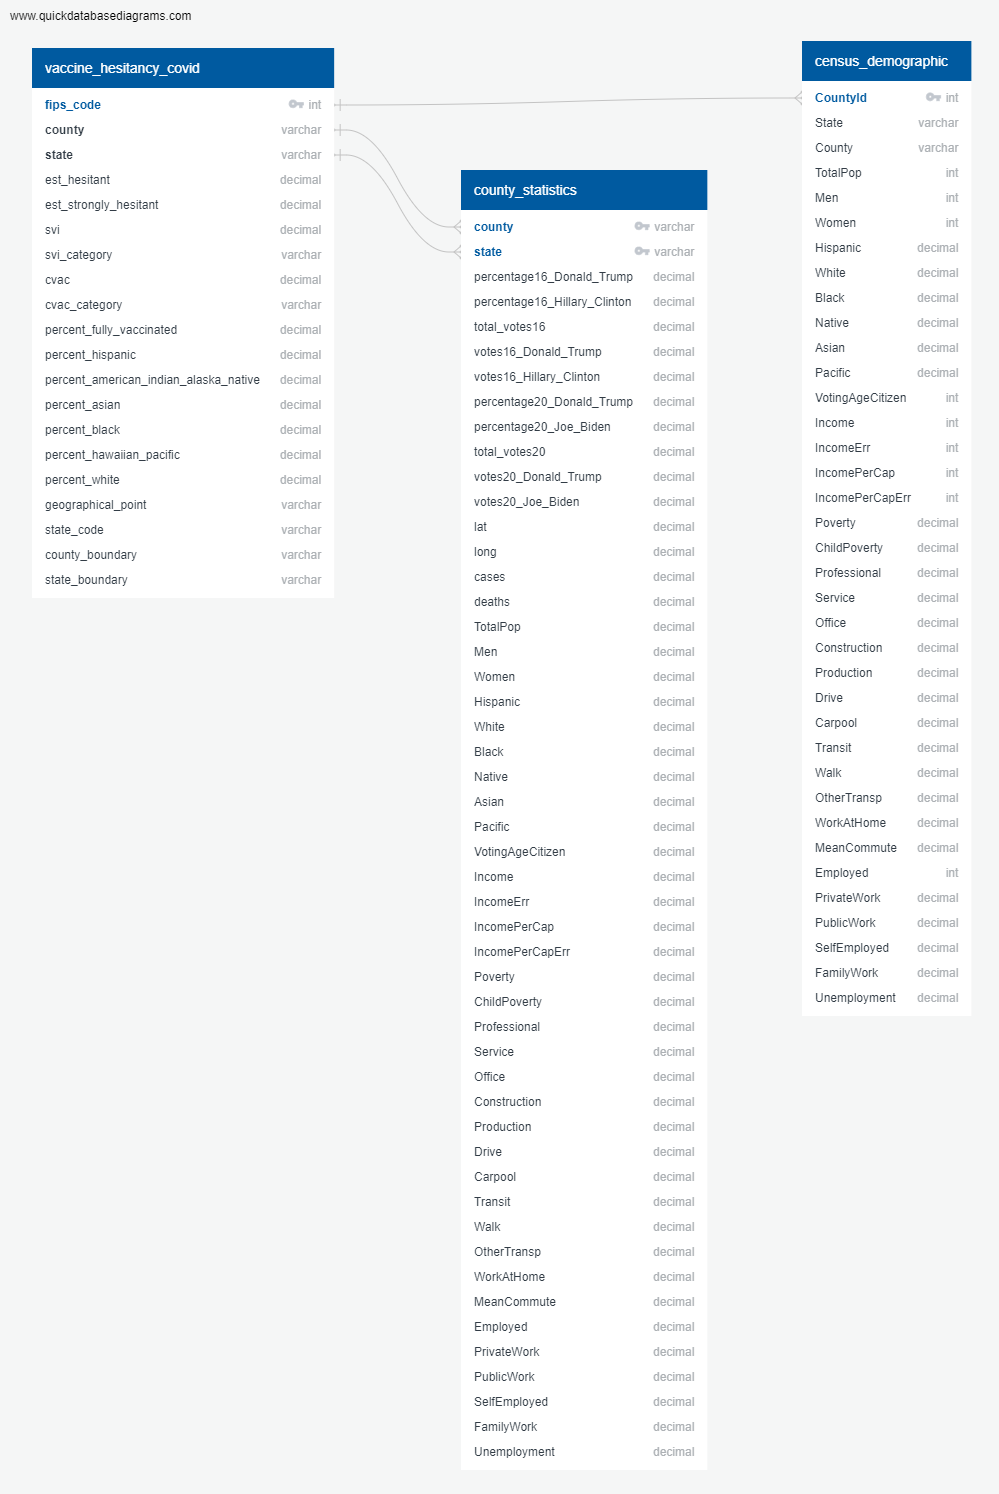 www.quickdatabasediagrams.com
vaccine_hesitancy_covid
fips_code int
county varchar
state varchar
est_hesitant decimal
est_strongly_hesitant decimal
svi decimal
svi_category varchar
cvac decimal
cvac_category varchar
percent_fully_vaccinated decimal
percent_hispanic decimal
percent_american_indian_alaska_native decimal
percent_asian decimal
percent_black decimal
percent_hawaiian_pacific decimal
percent_white decimal
geographical_point varchar
state_code varchar
county_boundary varchar
state_boundary varchar
county_statistics
county varchar
state varchar
percentage16_Donald_Trump decimal
percentage16_Hillary_Clinton decimal
total_votes16 decimal
votes16_Donald_Trump decimal
votes16_Hillary_Clinton decimal
percentage20_Donald_Trump decimal
percentage20_Joe_Biden decimal
total_votes20 decimal
votes20_Donald_Trump decimal
votes20_Joe_Biden decimal
lat decimal
long decimal
cases decimal
deaths decimal
TotalPop decimal
Men decimal
Women decimal
Hispanic decimal
White decimal
Black decimal
Native decimal
Asian decimal
Pacific decimal
VotingAgeCitizen decimal
Income decimal
IncomeErr decimal
IncomePerCap decimal
IncomePerCapErr decimal
Poverty decimal
ChildPoverty decimal
Professional decimal
Service decimal
Office decimal
Construction decimal
Production decimal
Drive decimal
Carpool decimal
Transit decimal
Walk decimal
OtherTransp decimal
WorkAtHome decimal
MeanCommute decimal
Employed decimal
PrivateWork decimal
PublicWork decimal
SelfEmployed decimal
FamilyWork decimal
Unemployment decimal
census_demographic
CountyId int
State varchar
County varchar
TotalPop int
Men int
Women int
Hispanic decimal
White decimal
Black decimal
Native decimal
Asian decimal
Pacific decimal
VotingAgeCitizen int
Income int
IncomeErr int
IncomePerCap int
IncomePerCapErr int
Poverty decimal
ChildPoverty decimal
Professional decimal
Service decimal
Office decimal
Construction decimal
Production decimal
Drive decimal
Carpool decimal
Transit decimal
Walk decimal
OtherTransp decimal
WorkAtHome decimal
MeanCommute decimal
Employed int
PrivateWork decimal
PublicWork decimal
SelfEmployed decimal
FamilyWork decimal
Unemployment decimal